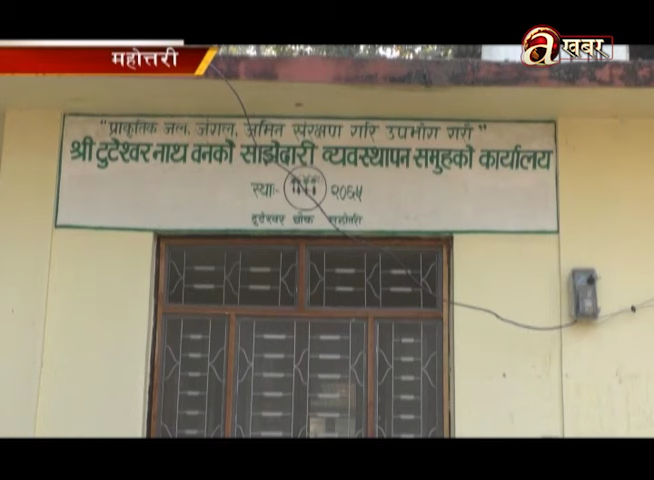 महोत्तरी
a खबर
"प्राकृतिक जल, जंगल, जमिन संरक्षण गरि उपभोग गरौं"
श्री टुटेश्वर नाथ वनको साझेदारी व्यवस्थापन समुहको कार्यालय
स्थाः- २०६५
टुटेश्वर चोक महोत्तरी